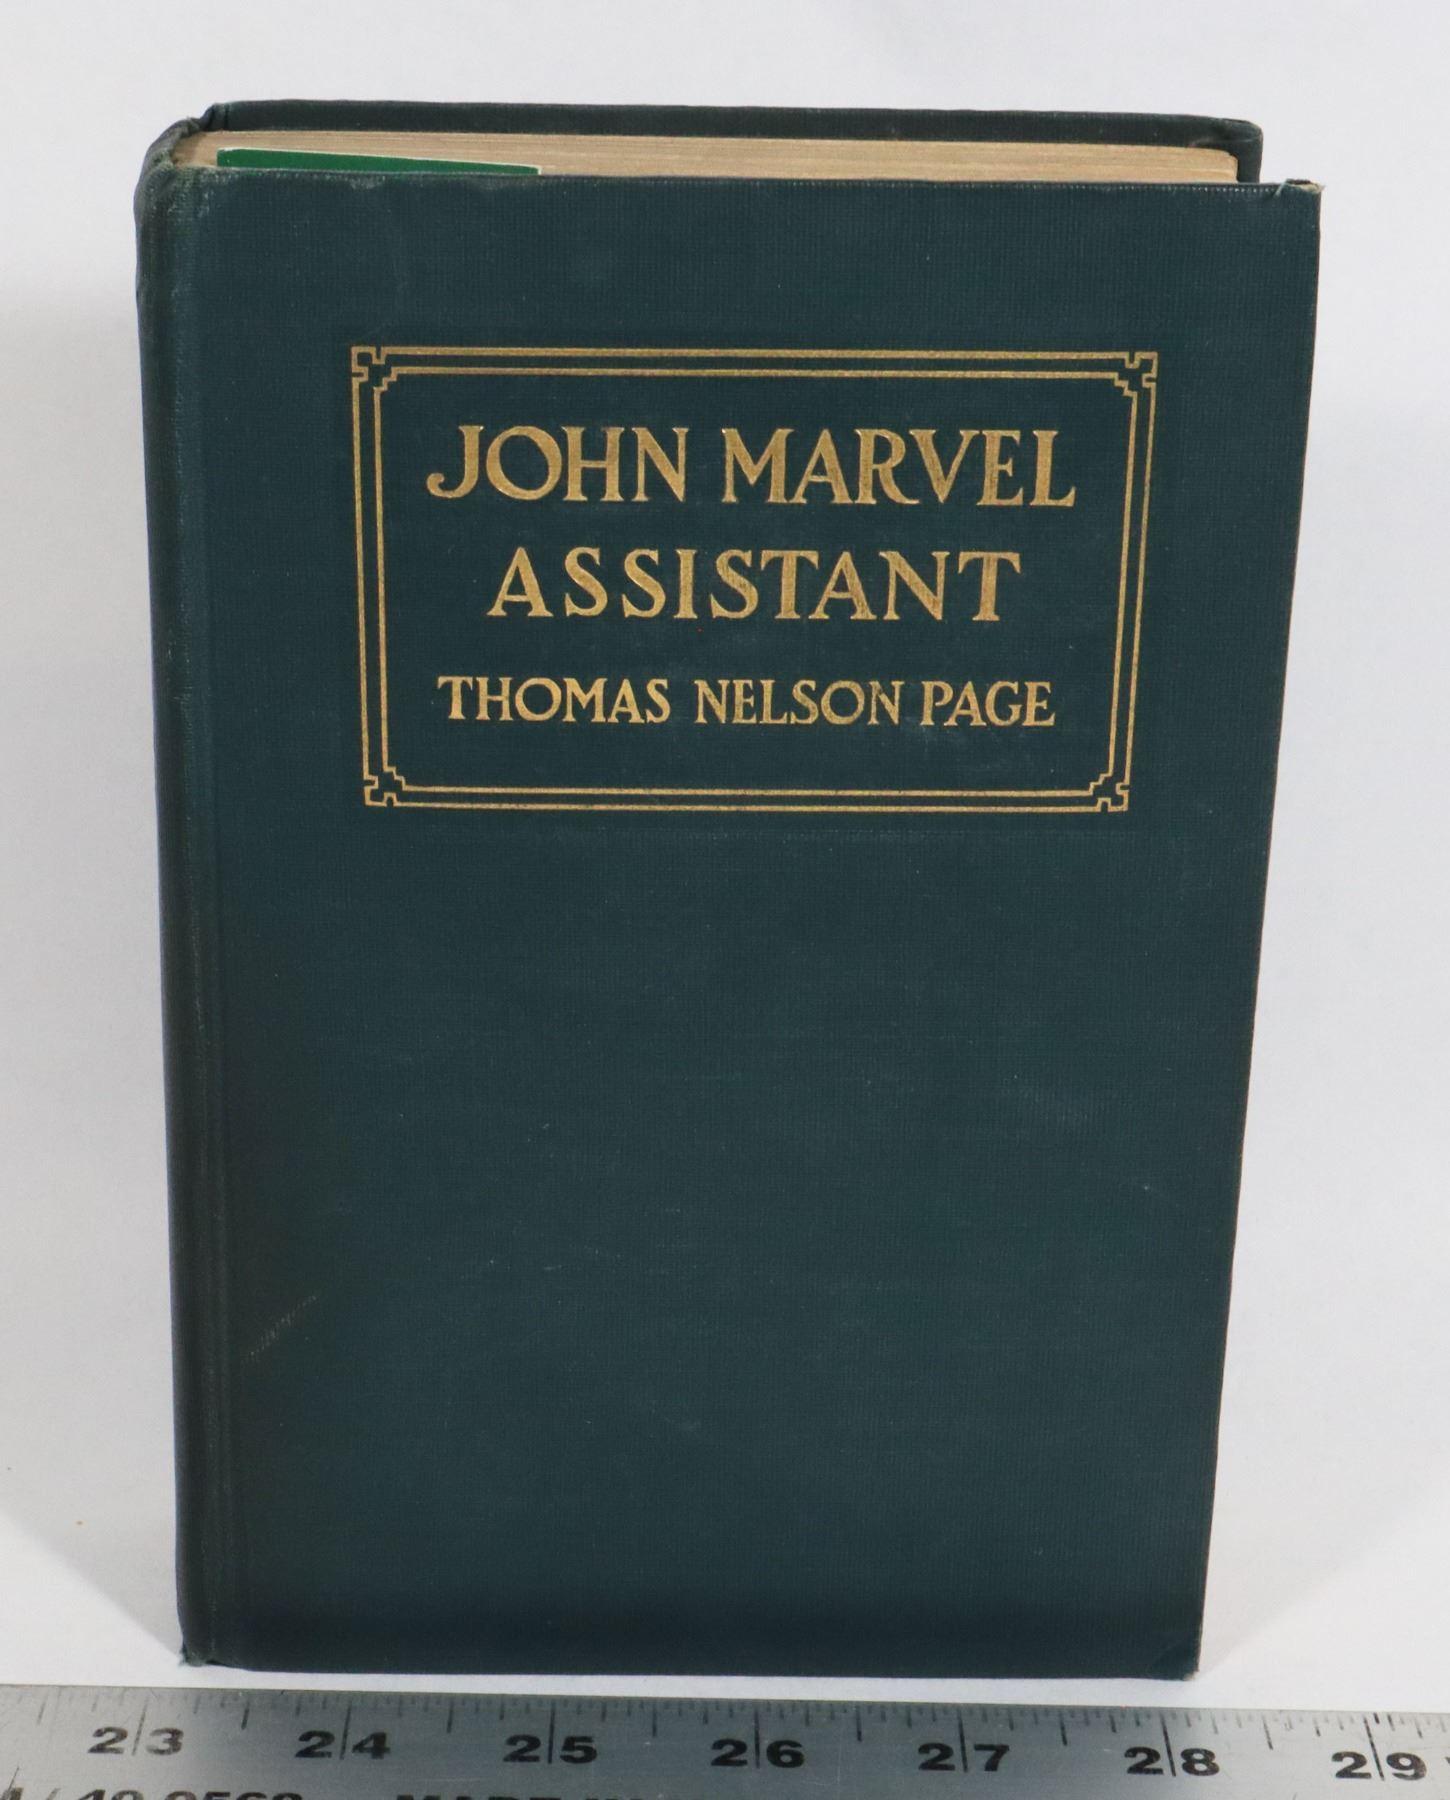 JOHN MARVEL
ASSISTANT
THOMAS NELSON PAGE
23 24 25 26 27 28 29